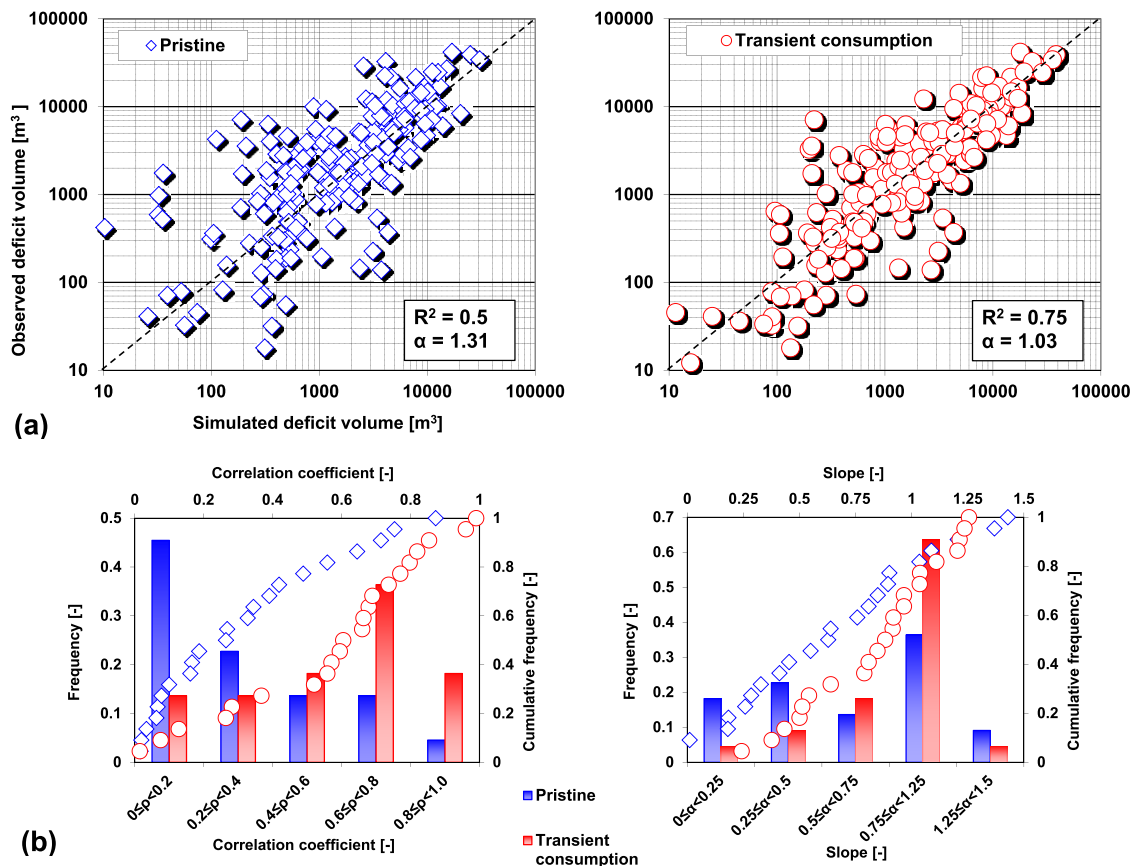 Pristine
Transient consumption
Observed deficit volume [m³]
100000
10000
1000
100
10
R² = 0.5
α = 1.31
10 100 1000 10000 100000
Simulated deficit volume [m³]
100000
10000
1000
100
10
R² = 0.75
α = 1.03
10 100 1000 10000 100000
(a)
Correlation coefficient [-]
0 0.2 0.4 0.6 0.8 1
Frequency [-]
0.5
0.4
0.3
0.2
0.1
0
1
0.8
0.6
0.4
0.2
0
Cumulative frequency [-]
0≤ρ<0.2
0.2≤ρ<0.4
0.4≤ρ<0.6
0.6≤ρ<0.8
0.8≤ρ<1.0
Correlation coefficient [-]
Pristine
Transient
consumption
Slope [-]
0 0.25 0.5 0.75 1 1.25 1.5
Frequency [-]
0.7
0.6
0.5
0.4
0.3
0.2
0.1
0
1
0.8
0.6
0.4
0.2
0
Cumulative frequency [-]
0≤α<0.25
0.25≤α<0.5
0.5≤α<0.75
0.75≤α<1.25
1.25≤α<1.5
Slope [-]
(b)